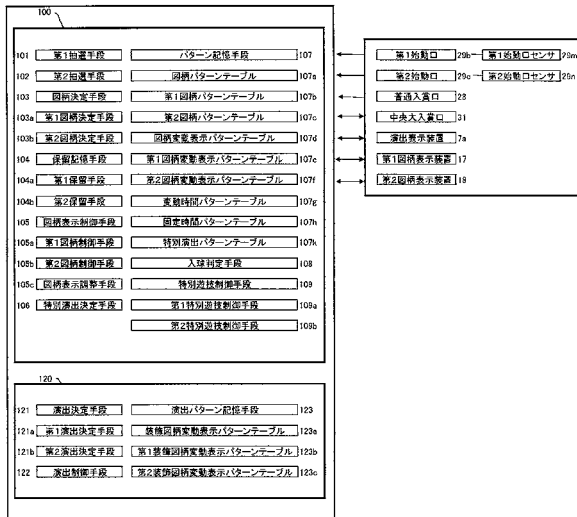 100
101 第1抽選手段 パターン記憶手段 107
102 第2抽選手段 図柄パターンテーブル 107a
103 図柄決定手段 第1図柄パターンテーブル 107b
103a 第1図柄決定手段 第2図柄パターンテーブル 107c
103b 第2図柄決定手段 図柄変動表示パターンテーブル 107d
104 保留記憶手段 第1図柄変動表示パターンテーブル 107e
104a 第1保留手段 第2図柄変動表示パターンテーブル 107f
104b 第2保留手段 変動時間パターンテーブル 107g
105 図柄表示制御手段 固定時間パターンテーブル 107h
105a 第1図柄制御手段 特別演出パターンテーブル 107k
105b 第2図柄制御手段 入球判定手段 108
105c 図柄表示調整手段 特別遊技制御手段 109
106 特別演出決定手段 第1特別遊技制御手段 109a
第2特別遊技制御手段 109b
第1始動口 29b 第1始動口センサ 29m
第2始動口 29c 第2始動口センサ 29n
普通入賞口 28
中央大入賞口 31
演出表示装置 7a
第1図柄表示装置 17
第2図柄表示装置 18
120
121 演出決定手段 演出パターン記憶手段 123
121a 第1演出決定手段 装飾図柄変動表示パターンテーブル 123a
121b 第2演出決定手段 第1装飾図柄変動表示パターンテーブル 123b
122 演出制御手段 第2装飾図柄変動表示パターンテーブル 123c